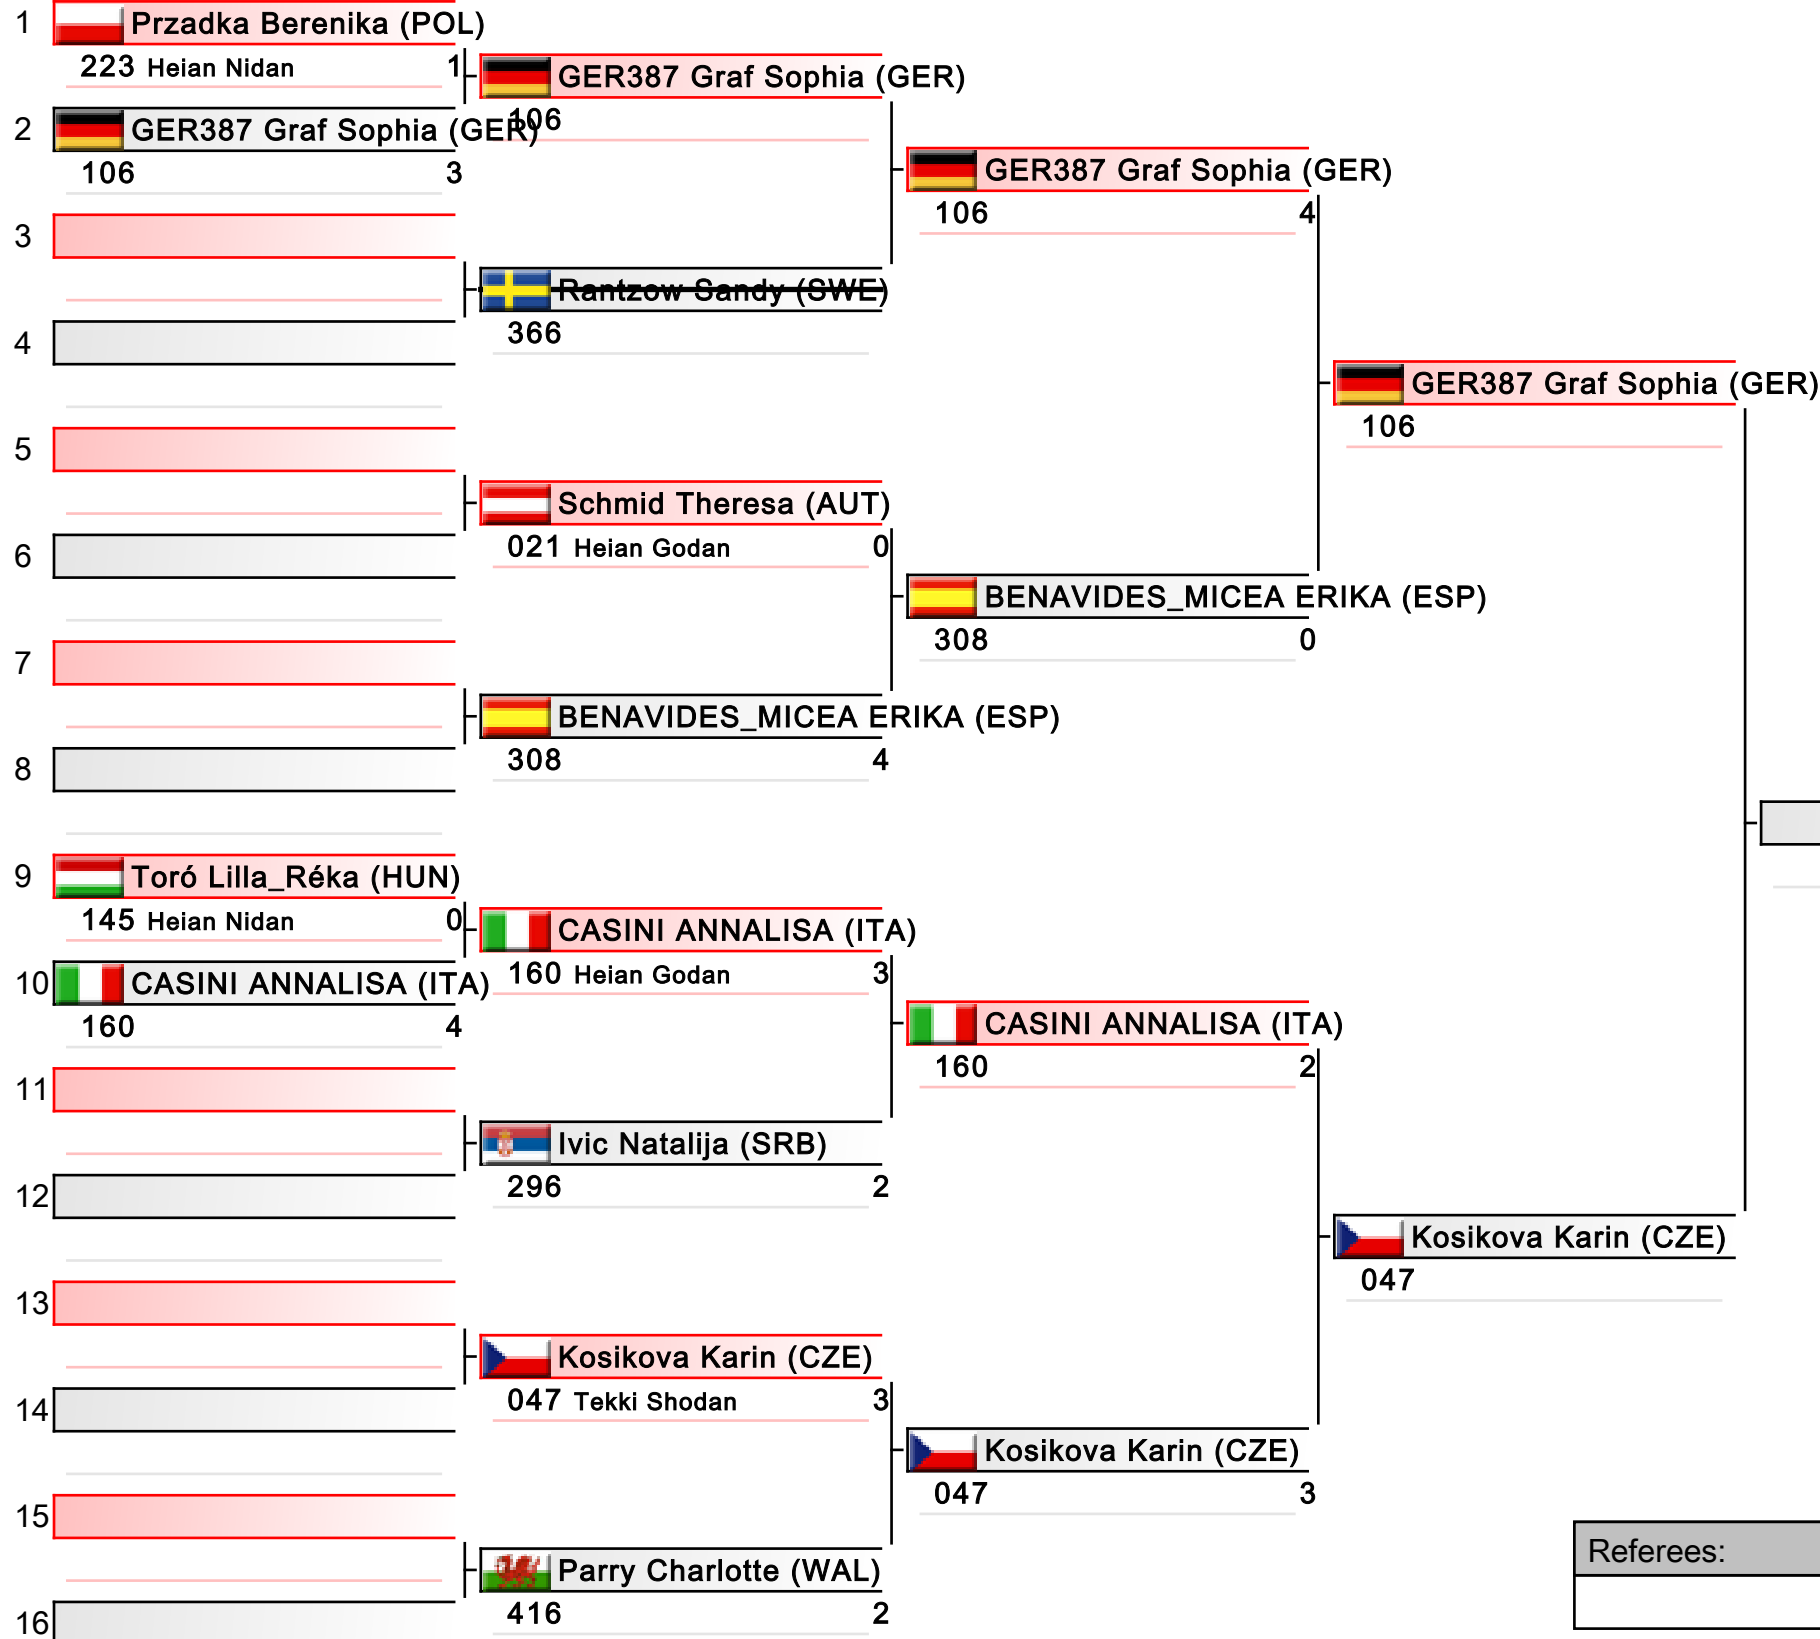 1 Przadka Berenika (POL)
223 Heian Nidan 1
2 GER387 Graf Sophia (GER)
106 3
3
4
5
6
7
8
9 Toró Lilla_Réka (HUN)
145 Heian Nidan 0
10 CASINI ANNALISA (ITA)
160 4
11
12
13
14
15
16
GER387 Graf Sophia (GER)
106
Rantzow Sandy (SWE)
366
Schmid Theresa (AUT)
021 Heian Godan 0
BENAVIDES_MICEA ERIKA (ESP)
308 4
CASINI ANNALISA (ITA)
160 Heian Godan 3
Ivic Natalija (SRB)
296 2
Kosikova Karin (CZE)
047 Tekki Shodan 3
Parry Charlotte (WAL)
416 2
GER387 Graf Sophia (GER)
106 4
BENAVIDES_MICEA ERIKA (ESP)
308 0
CASINI ANNALISA (ITA)
160 2
Kosikova Karin (CZE)
047 3
GER387 Graf Sophia (GER)
106
Kosikova Karin (CZE)
047
Referees: